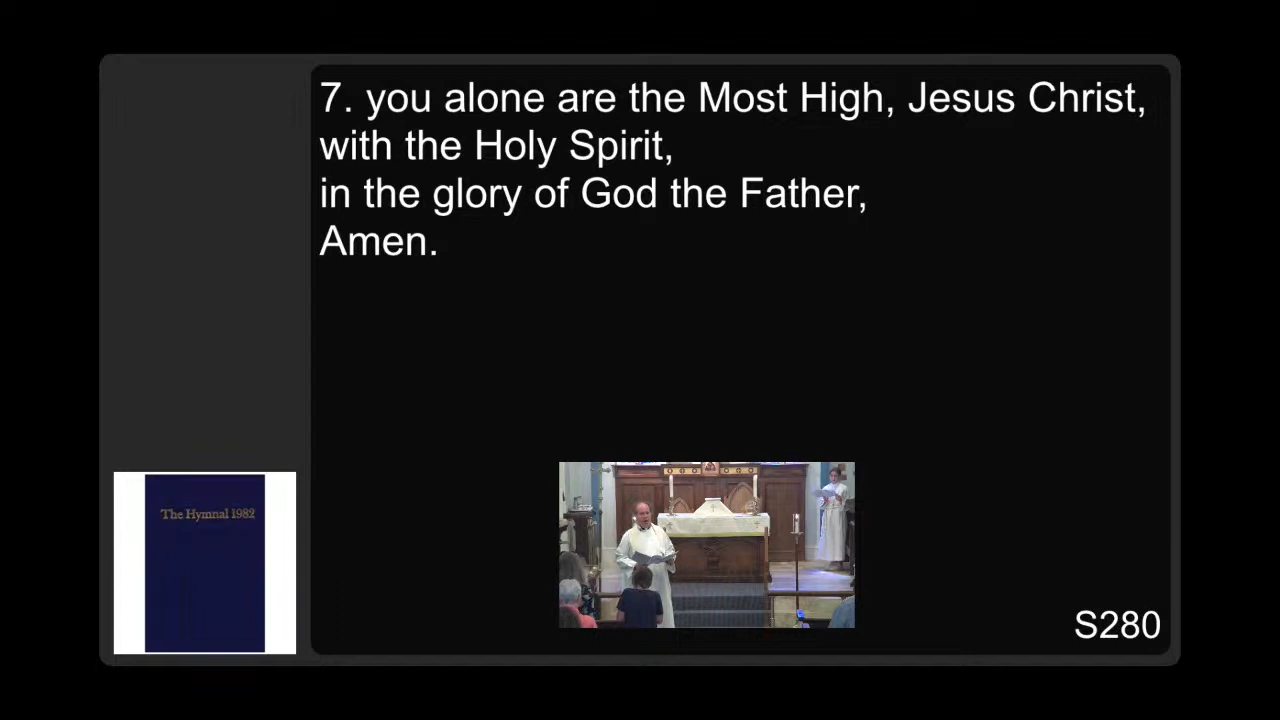 7. you alone are the Most High, Jesus Christ,
with the Holy Spirit,
in the glory of God the Father,
Amen.
The Hymnal 1982
S280